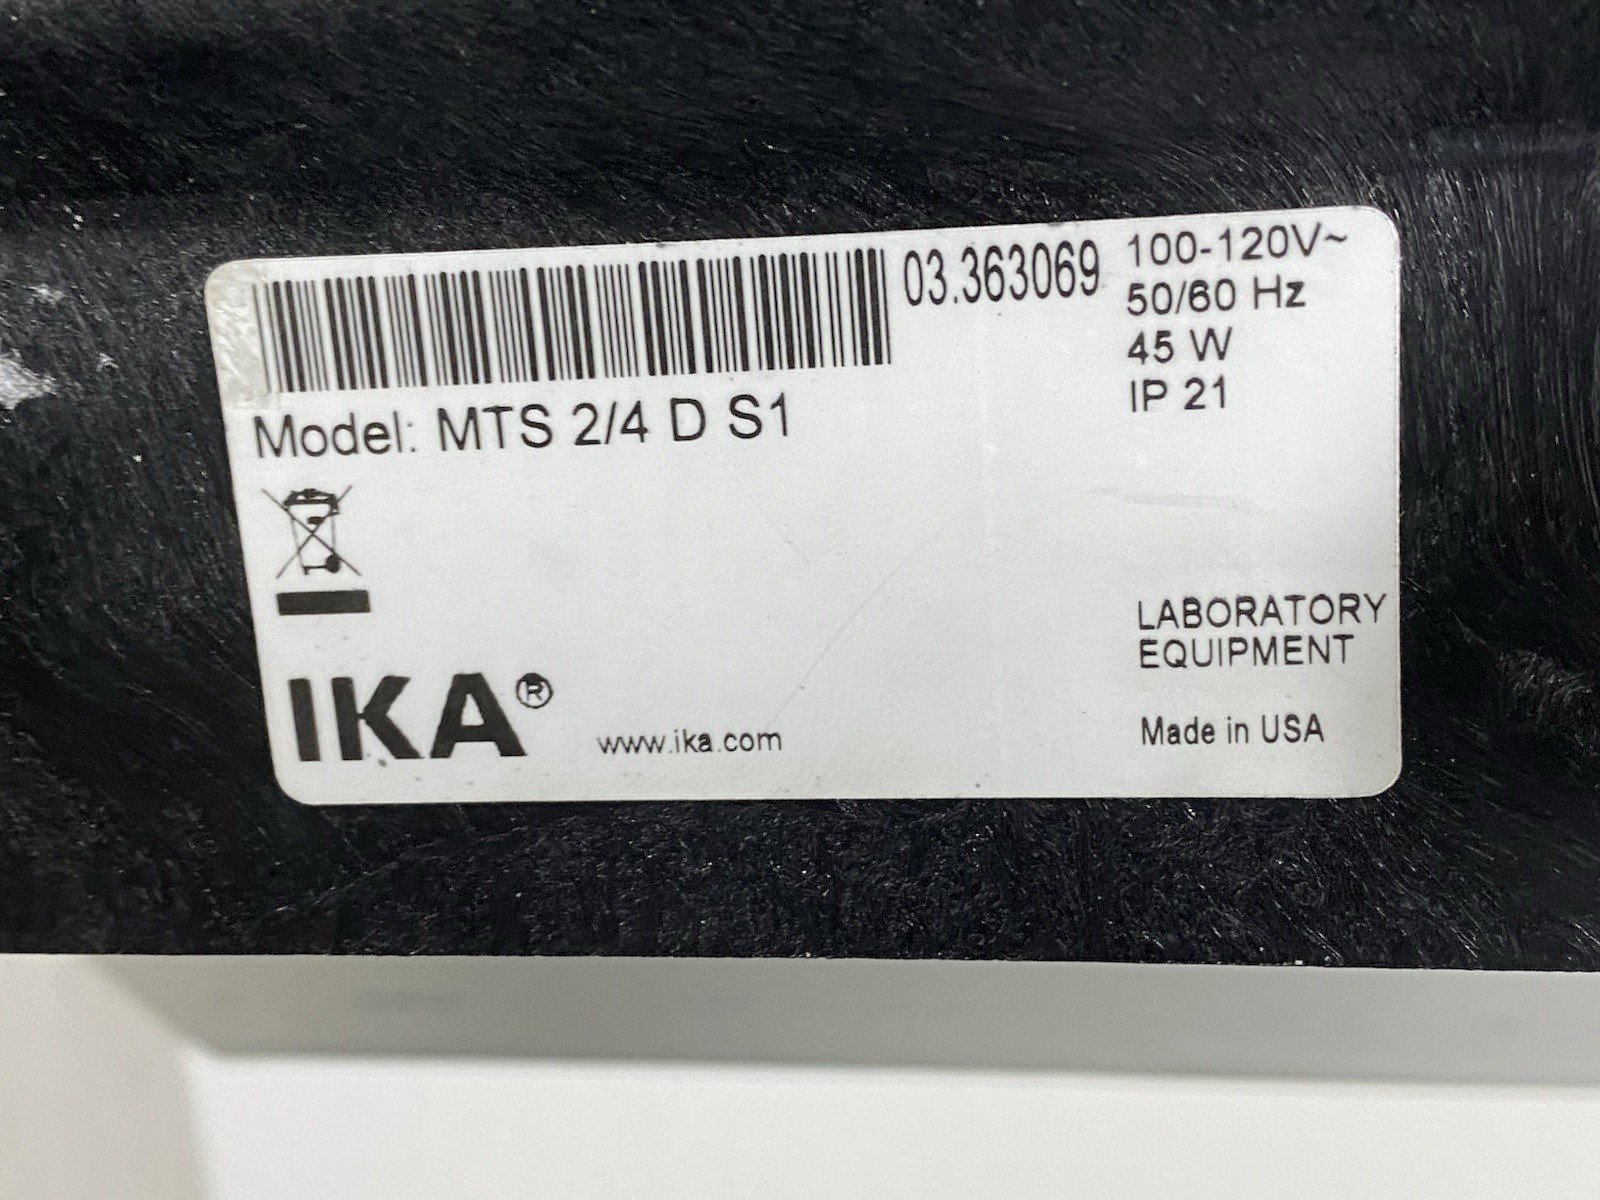 03.363069
100-120V~
50/60 Hz
45 W
IP 21
Model: MTS 2/4 D S1
IKA®
www.ika.com
LABORATORY
EQUIPMENT
Made in USA